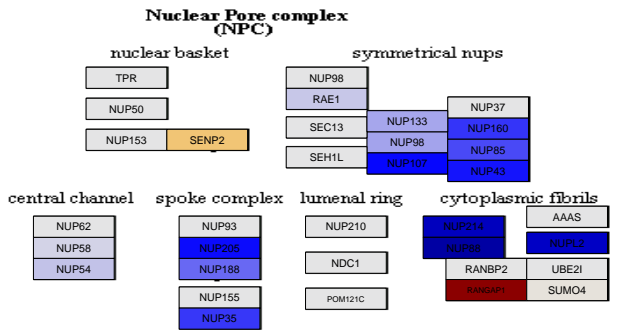 Nuclear Pore complex
(NPC)
nuclear basket
symmetrical nups
TPR
NUP50
NUP153 SENP2
NUP98
RAE1
SEC13
SEH1L
NUP133
NUP98
NUP107
NUP37
NUP160
NUP85
NUP43
central channel
spoke complex
lumenal ring
cytoplasmic fibrils
NUP62
NUP58
NUP54
NUP93
NUP205
NUP188
NUP155
NUP35
NUP210
NDC1
POM121C
NUP214
NUP88
AAAS
NUPL2
RANBP2 UBE2I
RANGAP1 SUMO4